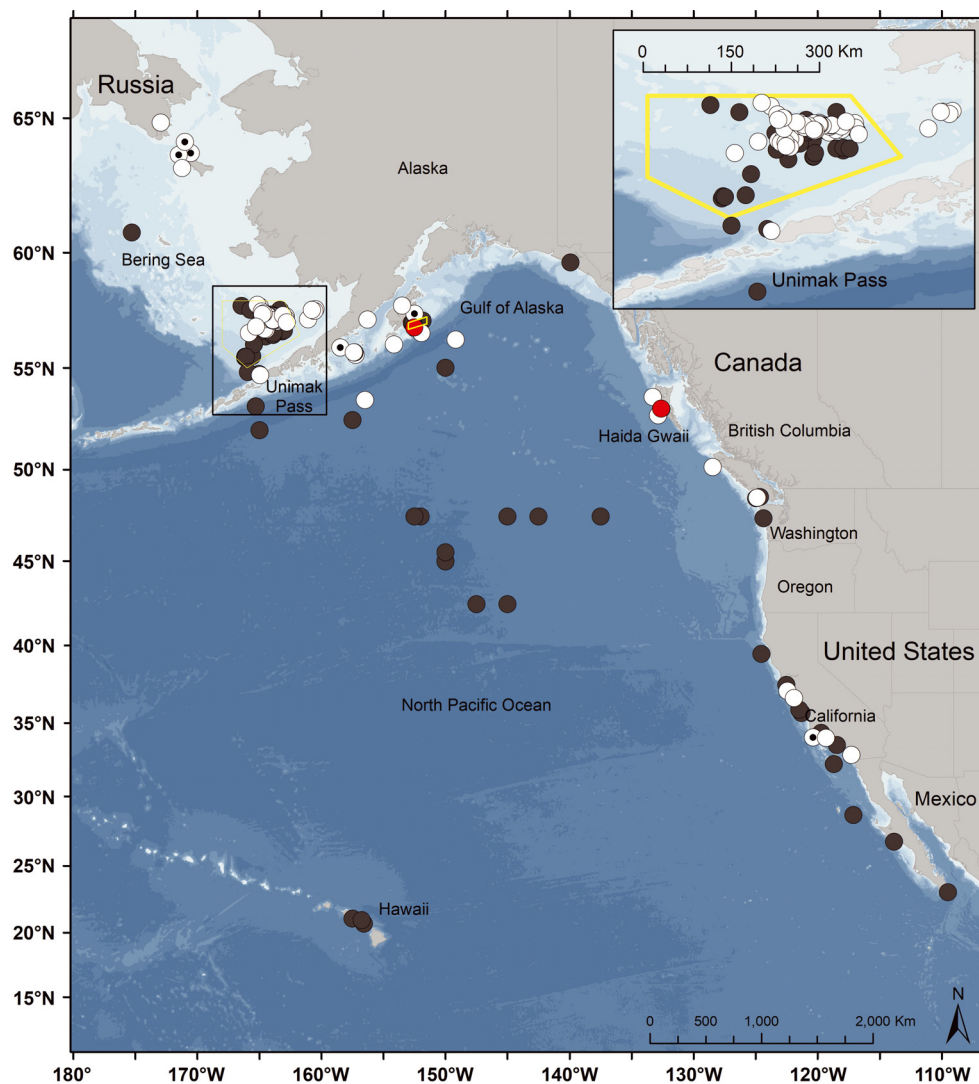 0 150 300 Km
Russia
65°N
Alaska
60°N
Bering Sea
Unimak Pass
Gulf of Alaska
55°N
Canada
Unimak
Pass
Haida Gwaii
British Columbia
50°N
Washington
45°N
Oregon
40°N
United States
North Pacific Ocean
California
35°N
30°N
Mexico
25°N
Hawaii
20°N
15°N
N
0 500 1,000 2,000 Km
180° 170°W 160°W 150°W 140°W 130°W 120°W 110°W